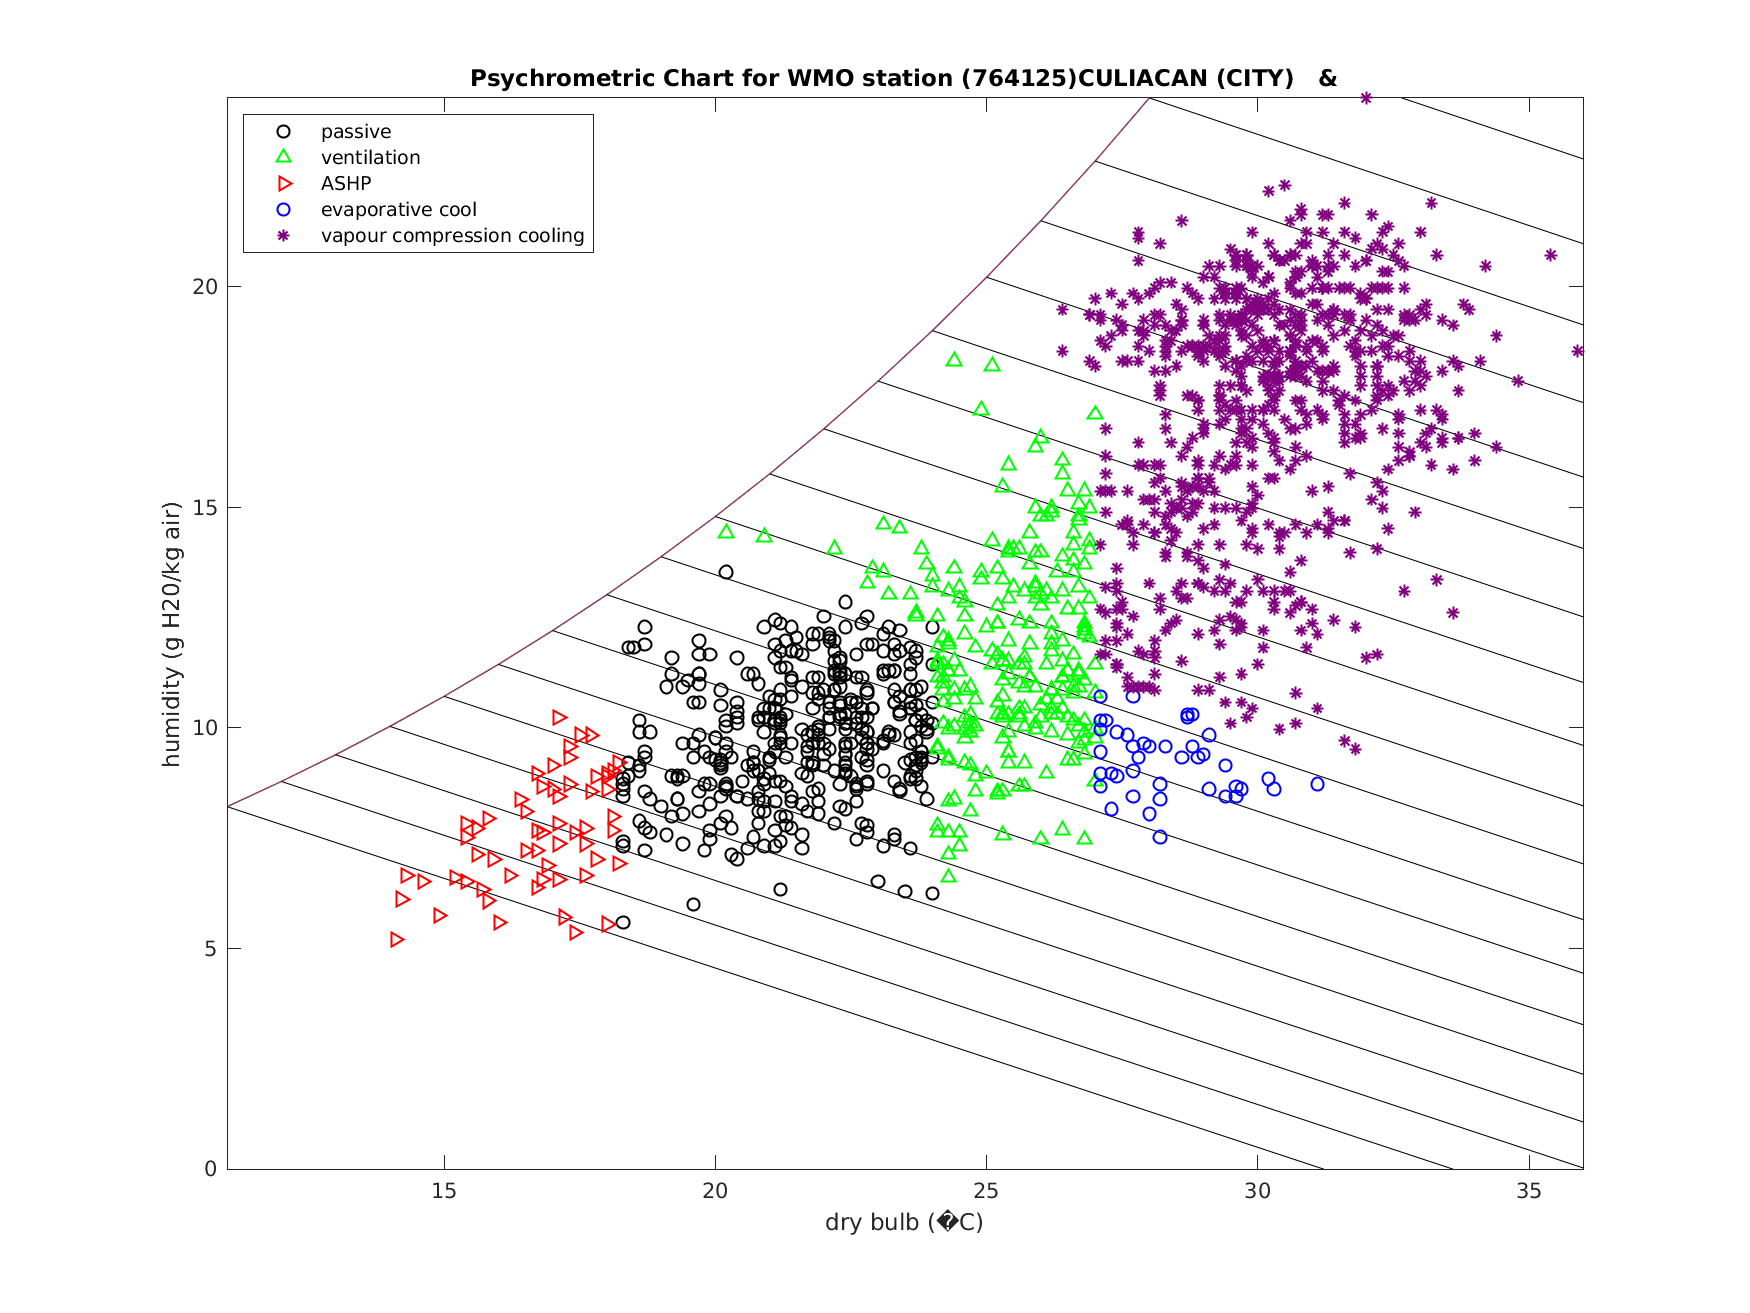 Psychrometric Chart for WMO station (764125)CULIACAN (CITY) &
passive
ventilation
ASHP
evaporative cool
vapour compression cooling
humidity (g H20/kg air)
20
15
10
5
0
15
20
25
30
35
dry bulb (�C)